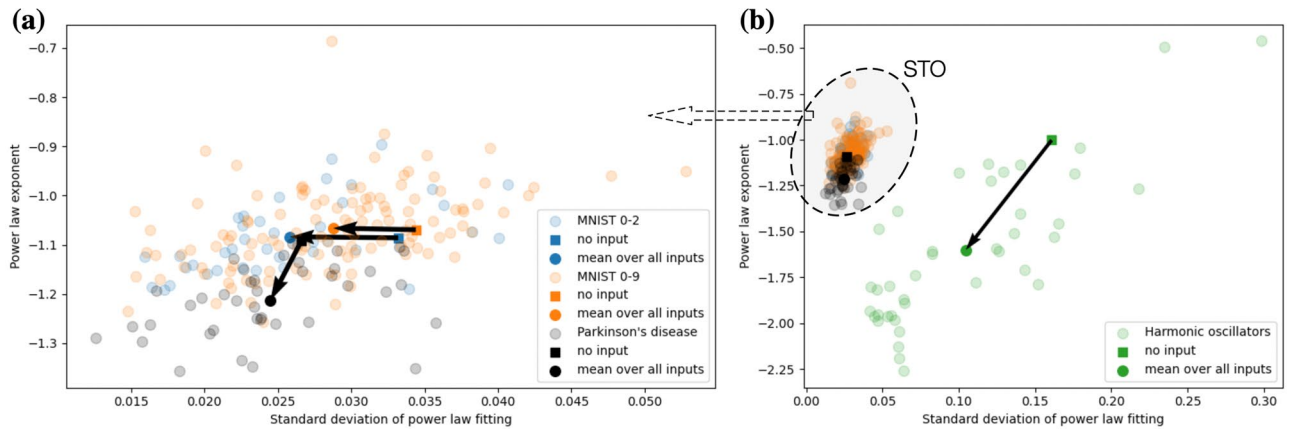 (a)
−0.7
−0.8
−0.9
−1.0
−1.1
−1.2
−1.3
Power law exponent
0.015 0.020 0.025 0.030 0.035 0.040 0.045 0.050
Standard deviation of power law fitting
MNIST 0-2
no input
mean over all inputs
MNIST 0-9
no input
mean over all inputs
Parkinson's disease
no input
mean over all inputs
(b)
STO
−0.50
−0.75
−1.00
−1.25
−1.50
−1.75
−2.00
−2.25
Power law exponent
0.00 0.05 0.10 0.15 0.20 0.25 0.30
Standard deviation of power law fitting
Harmonic oscillators
no input
mean over all inputs